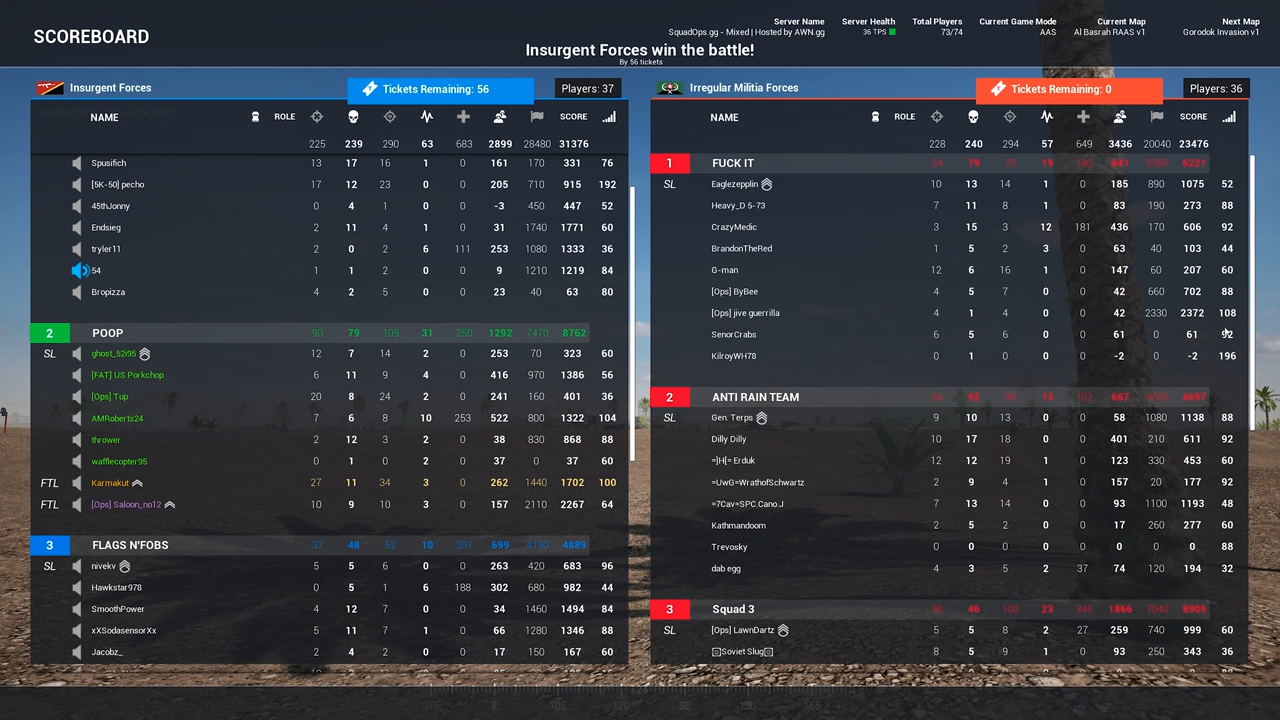 SCOREBOARD
Server Name
SquadOps.gg - Mixed | Hosted by AWN.gg
Server Health
36 TPS
Total Players
73/74
Current Game Mode
AAS
Current Map
Al Basrah RAAS v1
Next Map
Gorodok Invasion v1
Insurgent Forces win the battle!
By 56 tickets
Insurgent Forces
Tickets Remaining: 56
Players: 37
NAME ROLE SCORE
225 239 290 63 683 2899 28480 31376
Spusifich 13 17 16 1 0 161 170 331 76
[5K-50] pecho 17 12 23 0 0 205 710 915 192
45thJonny 0 4 1 0 0 -3 450 447 52
Endsieg 2 11 4 1 0 31 1740 1771 60
tryler11 2 0 2 6 111 253 1080 1333 36
54 1 1 2 0 0 9 1210 1219 84
Bropizza 4 2 5 0 0 23 40 63 80
2 POOP 90 79 109 31 250 1292 7470 8762
SL ghost_52i95 12 7 14 2 0 253 70 323 60
[FAT] US Porkchop 6 11 9 4 0 416 970 1386 56
[Ops] Tup 20 8 24 2 0 241 160 401 36
AMRoberts24 7 6 8 10 253 522 800 1322 104
thrower 2 12 3 2 0 38 830 868 88
wafflecopter95 0 1 0 2 0 37 0 37 60
FTL Karmakut 27 11 34 3 0 262 1440 1702 100
FTL [Ops] Saloon_no12 10 9 10 3 0 157 2110 2267 64
3 FLAGS N'FOBS 37 48 52 10 207 699 4190 4889
SL nivekv 5 5 6 0 0 263 420 683 96
Hawkstar978 0 5 1 6 188 302 680 982 44
SmoothPower 4 12 7 0 0 34 1460 1494 84
xXSodasensorXx 5 11 7 1 0 66 1280 1346 88
Jacobz_ 2 4 2 0 0 17 150 167 60
Irregular Militia Forces
Tickets Remaining: 0
Players: 36
NAME ROLE SCORE
228 240 294 57 649 3436 20040 23476
1 FUCK IT 54 79 19 6221
SL Eaglezepplin 10 13 14 1 0 185 890 1075 52
Heavy_D 5-73 7 11 8 1 0 83 190 273 88
CrazyMedic 3 15 3 12 181 436 170 606 92
BrandonTheRed 1 5 2 3 0 63 40 103 44
G-man 12 6 16 1 0 147 60 207 60
[Ops] ByBee 4 5 7 0 0 42 660 702 88
[Ops] jive guerrilla 4 1 4 0 0 42 2330 2372 108
SenorCrabs 6 5 6 0 0 61 0 61 92
KilroyWH78 0 1 0 0 0 -2 0 -2 196
2 ANTI RAIN TEAM 13 102 667
SL Gen. Terps 9 10 13 0 0 58 1080 1138 88
Dilly Dilly 10 17 18 0 0 401 210 611 92
=]H[= Erduk 12 12 19 1 0 123 330 453 60
=UwG=WrathofSchwartz 2 9 4 1 0 157 20 177 92
=7Cav=SPC.Cano.J 7 13 14 0 0 93 1100 1193 48
Kathmandoom 2 5 2 0 0 17 260 277 60
Trevosky 0 0 0 0 0 0 0 0 88
dab egg 4 3 5 2 37 74 120 194 32
3 Squad 3 46 103 23 345 1866 7040 8905
SL [Ops] LawnDartz 5 5 8 2 27 259 740 999 60
Soviet Slug 8 5 9 1 0 93 250 343 36